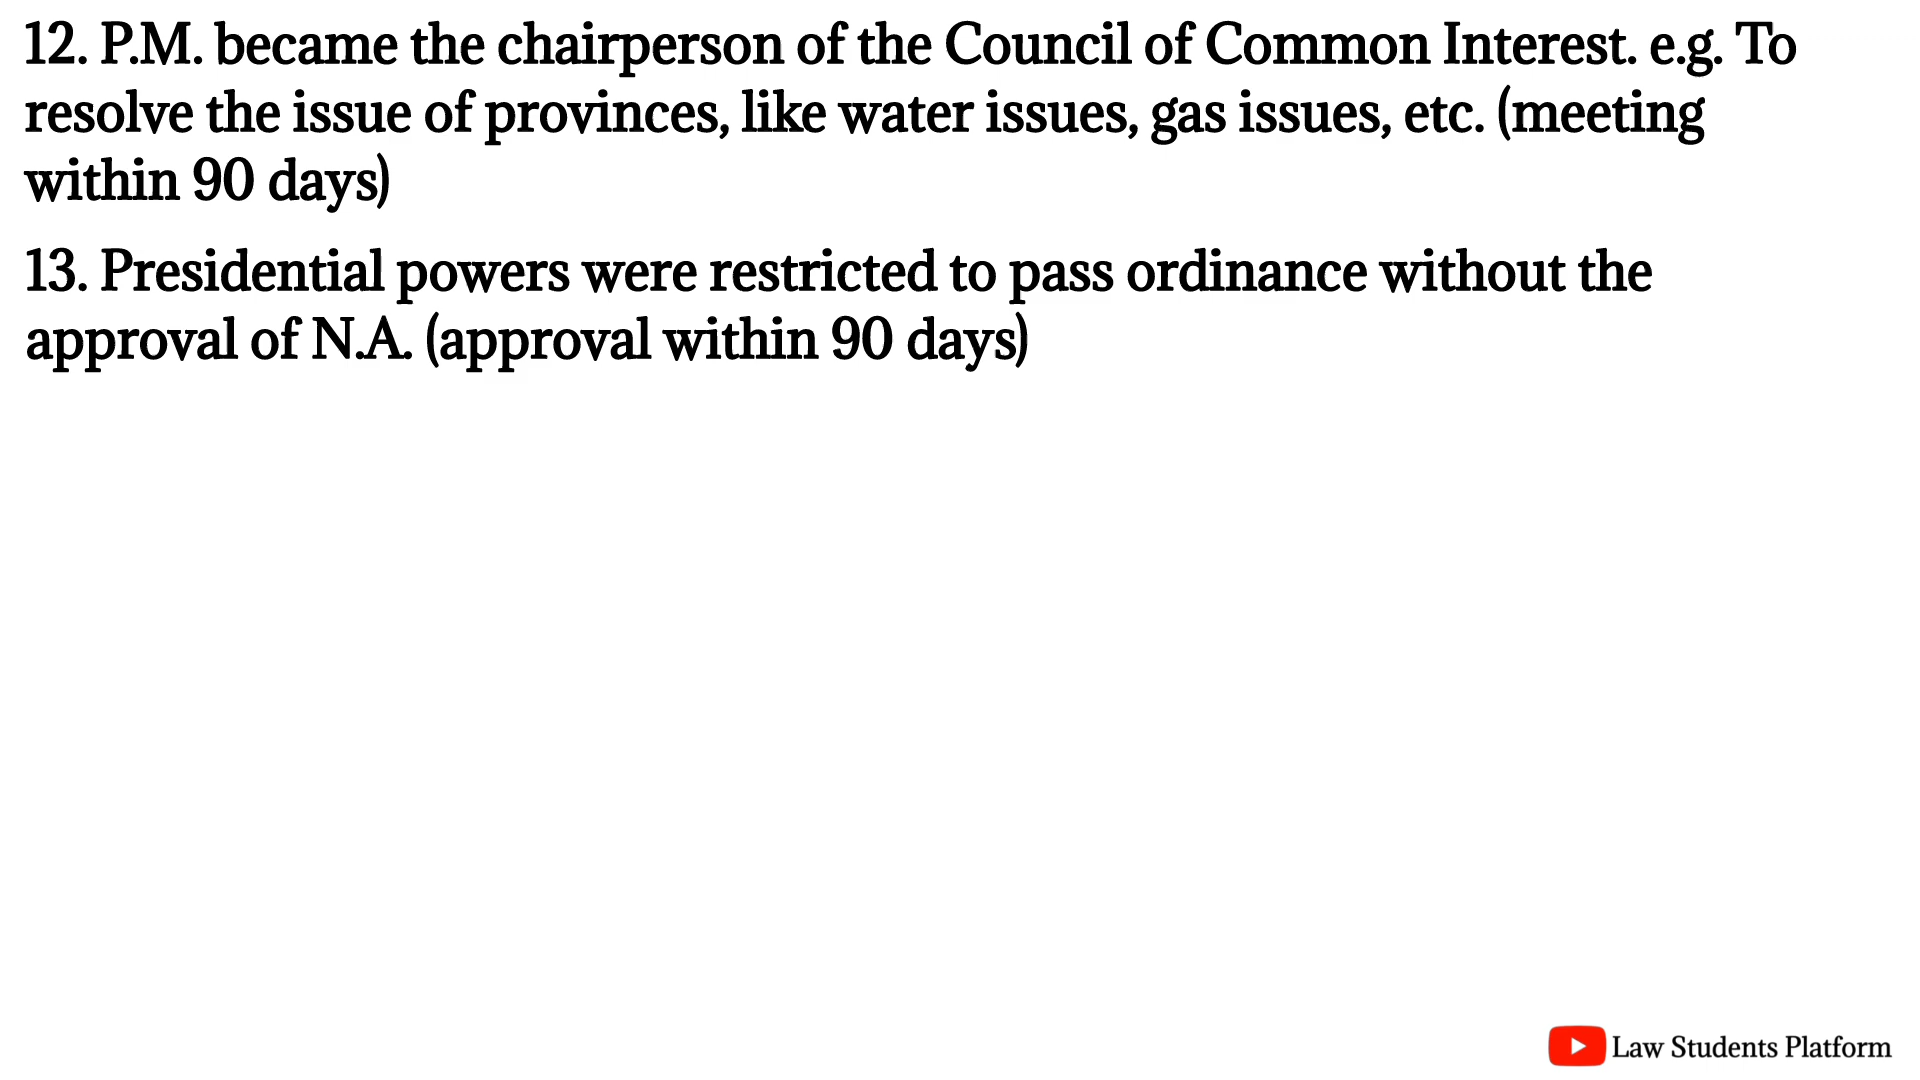 12. P.M. became the chairperson of the Council of Common Interest. e.g. To
resolve the issue of provinces, like water issues, gas issues, etc. (meeting
within 90 days)
13. Presidential powers were restricted to pass ordinance without the
approval of N.A. (approval within 90 days)
Law Students Platform